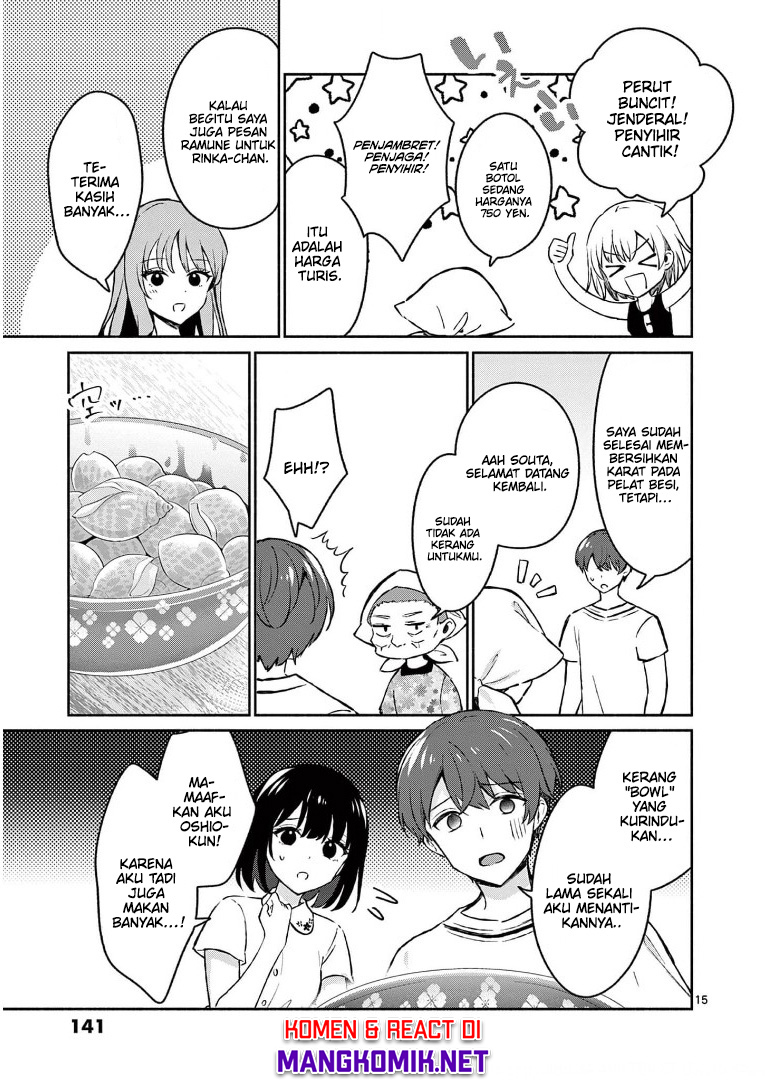 PERUT
BUNCIT!
JENDERAL!
PENYIHIR
CANTIK!
SATU
BOTOL
SEDANG
HARGANYA
750 YEN.
PENJAMBRET!
PENJAGA!
PENYIHIR!
ITU
ADALAH
HARGA
TURIS.
KALAU
BEGITU SAYA
JUGA PESAN
RAMUNE UNTUK
RINKA-CHAN.
TE-
TERIMA
KASIH
BANYAK...
SAYA SUDAH
SELESAI MEM-
BERSIHKAN
KARAT PADA
PELAT BESI,
TETAPI...
AAH SOUTA,
SELAMAT DATANG
KEMBALI.
SUDAH
TIDAK ADA
KERANG
UNTUKMU.
EHH!?
空ッ…
KERANG
"BOWL"
YANG
KURINDU-
KAN...
SUDAH
LAMA SEKALI
AKU MENANTI-
KANNYA..
MA-
MAAF-
KAN AKU
OSHIO-
KUN!
KARENA
AKU TADI
JUGA
MAKAN
BANYAK...!
15
141
KOMEN & REACT DI
MANGKOMIK.NET